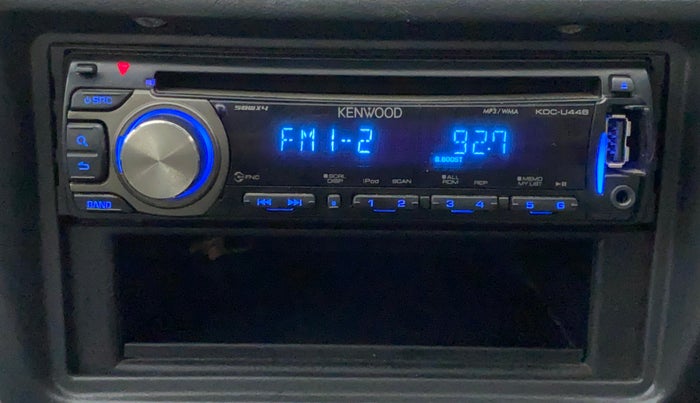 SRC
50Wx4
KENWOOD
MP3/WMA
KDC-U446
FM1-2
92.7
B.BOOST
FNC
SCRL
DISP
iPod
SCAN
ALL
RDM
REP
MEMO
MY LIST
1 2
3 4
5 6
BAND